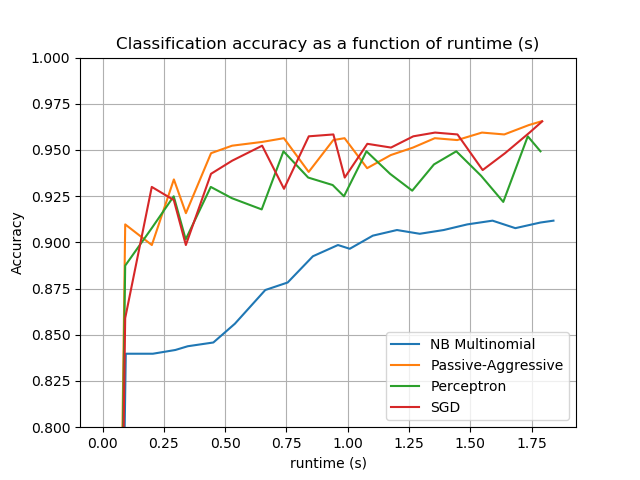 Classification accuracy as a function of runtime (s)
1.000
0.975
0.950
0.925
0.900
0.875
0.850
0.825
0.800
Accuracy
NB Multinomial
Passive-Aggressive
Perceptron
SGD
0.00 0.25 0.50 0.75 1.00 1.25 1.50 1.75
runtime (s)